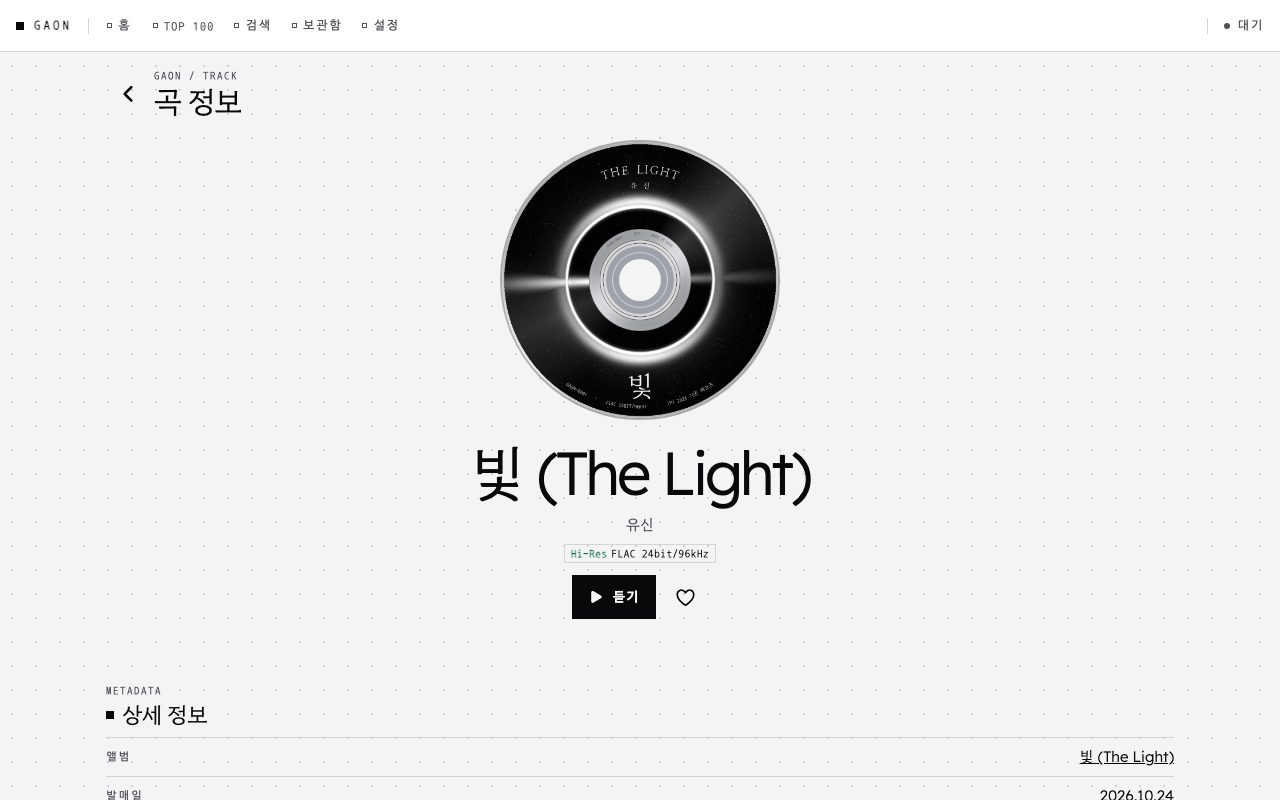 GAON
홈
TOP 100
검색
보관함
설정
대기
GAON / TRACK
곡 정보
THE LIGHT
유 신
빛
빛 (The Light)
유신
Hi-Res FLAC 24bit/96kHz
듣기
METADATA
상세 정보
앨범
빛 (The Light)
발매일
2026.10.24